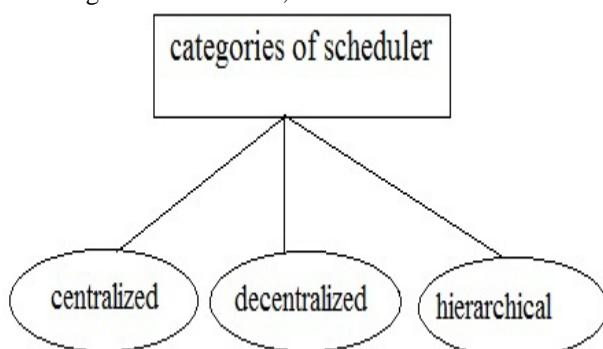 categories of scheduler
centralized
decentralized
hierarchical